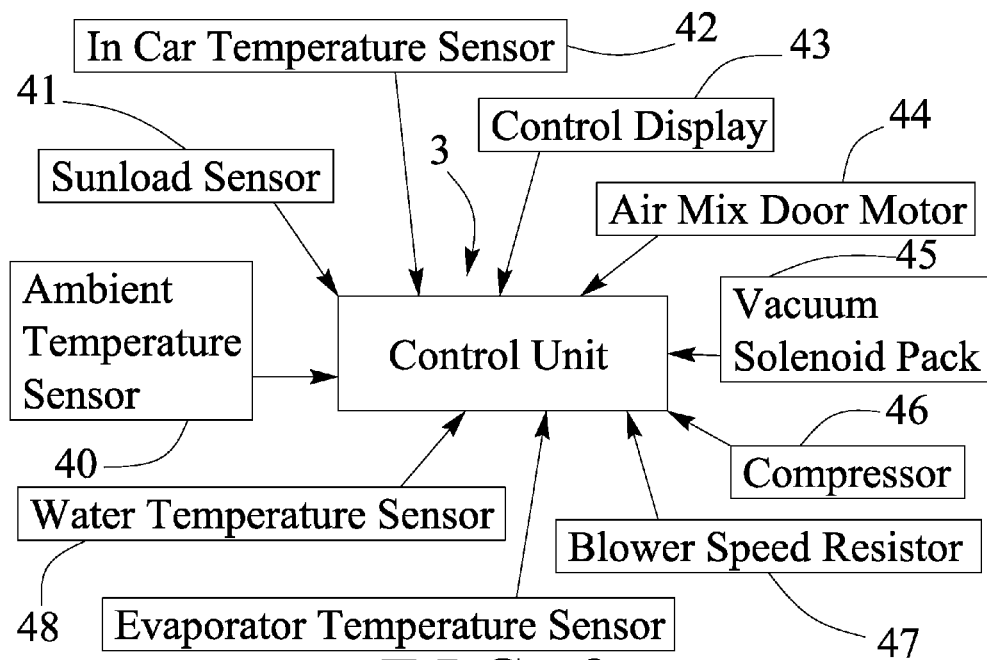 In Car Temperature Sensor
42
43
41
Control Display
44
3
Sunload Sensor
Air Mix Door Motor
45
Ambient
Temperature
Sensor
Vacuum
Solenoid Pack
Control Unit
46
40
Compressor
Water Temperature Sensor
Blower Speed Resistor
48
Evaporator Temperature Sensor
47